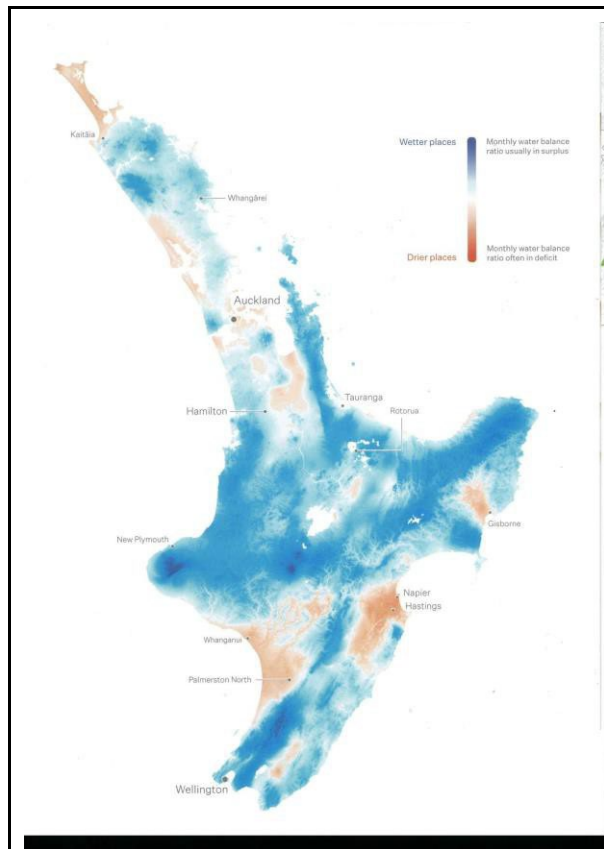 Kaitāia
Wetter places
Monthly water balance
ratio usually in surplus
Whangārei
Drier places
Monthly water balance
ratio often in deficit
Auckland
Tauranga
Hamilton
Rotorua
Gisborne
New Plymouth
Napier
Hastings
Whanganui
Palmerston North
Wellington